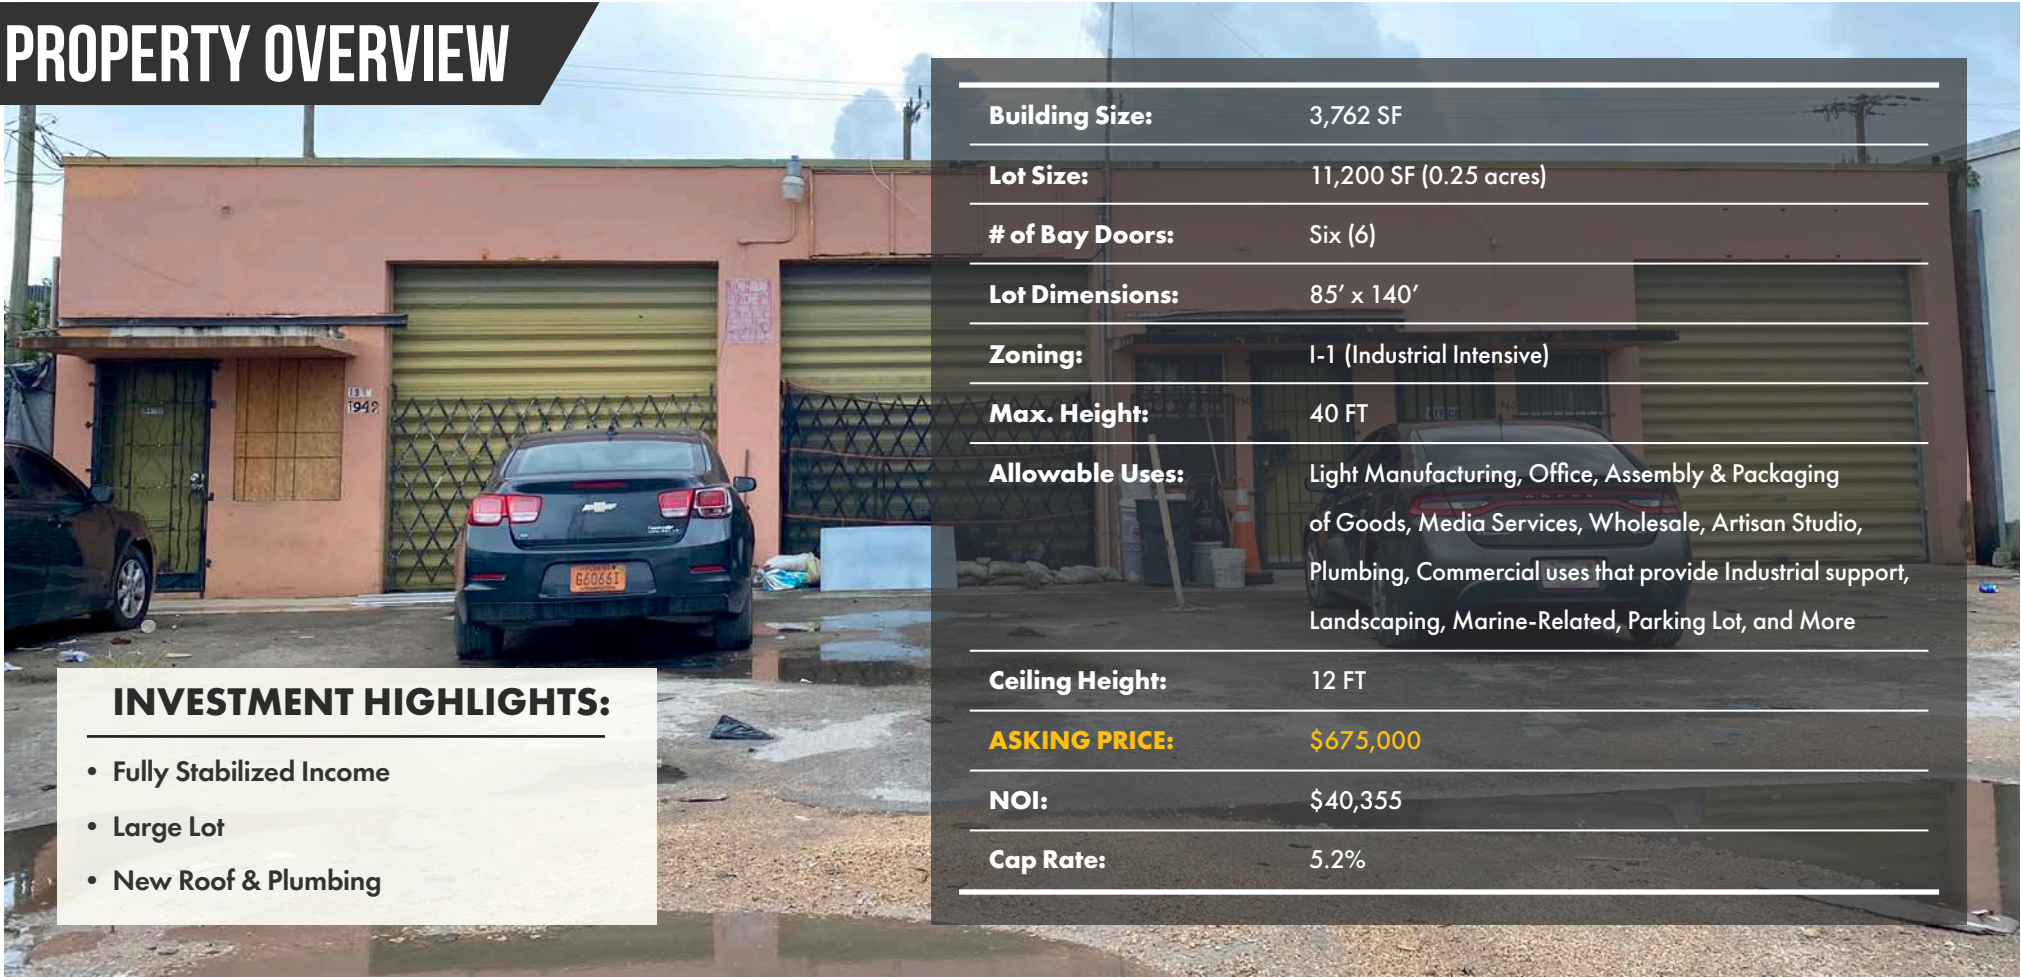 PROPERTY OVERVIEW
Building Size: 3,762 SF
Lot Size: 11,200 SF (0.25 acres)
# of Bay Doors: Six (6)
Lot Dimensions: 85’ x 140’
Zoning: I-1 (Industrial Intensive)
Max. Height: 40 FT
Allowable Uses: Light Manufacturing, Office, Assembly & Packaging
of Goods, Media Services, Wholesale, Artisan Studio,
Plumbing, Commercial uses that provide Industrial support,
Landscaping, Marine-Related, Parking Lot, and More
Ceiling Height: 12 FT
ASKING PRICE: $675,000
NOI: $40,355
Cap Rate: 5.2%
INVESTMENT HIGHLIGHTS:
• Fully Stabilized Income
• Large Lot
• New Roof & Plumbing
1942
G60661